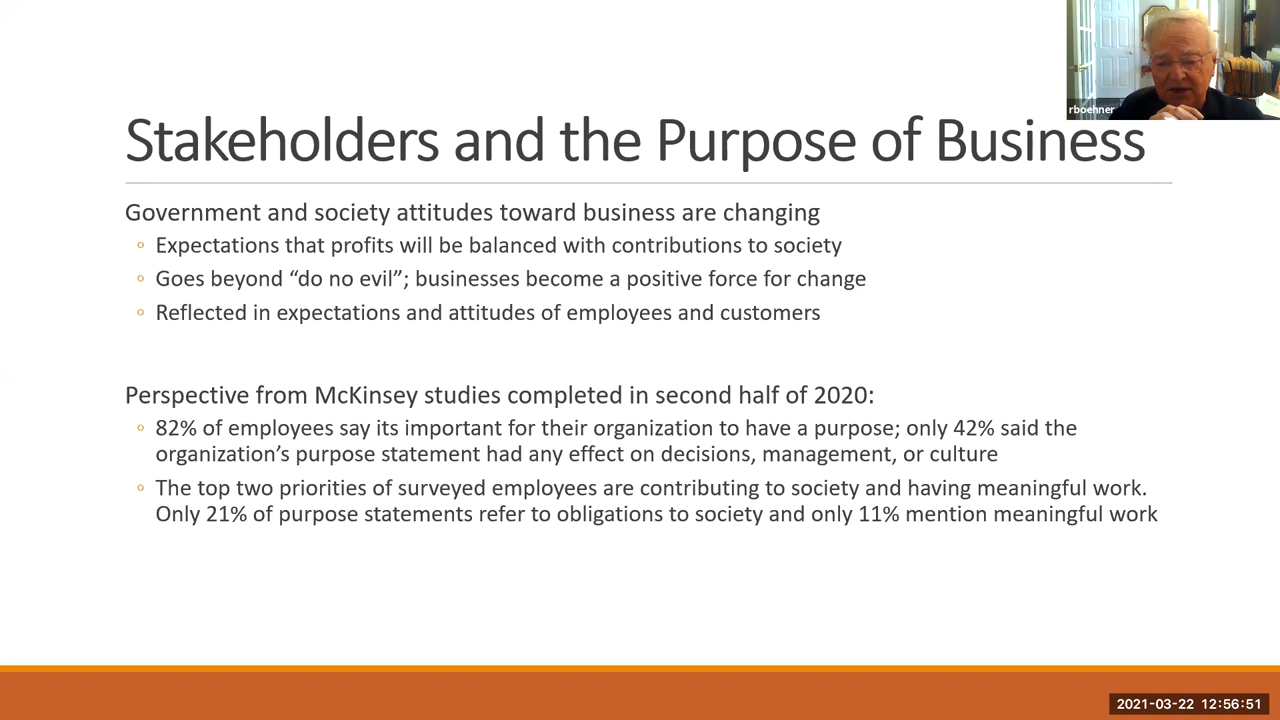 rboehner
Stakeholders and the Purpose of Business
Government and society attitudes toward business are changing
Expectations that profits will be balanced with contributions to society
Goes beyond “do no evil”; businesses become a positive force for change
Reflected in expectations and attitudes of employees and customers
Perspective from McKinsey studies completed in second half of 2020:
82% of employees say its important for their organization to have a purpose; only 42% said the
organization’s purpose statement had any effect on decisions, management, or culture
The top two priorities of surveyed employees are contributing to society and having meaningful work.
Only 21% of purpose statements refer to obligations to society and only 11% mention meaningful work
2021-03-22 12:56:51